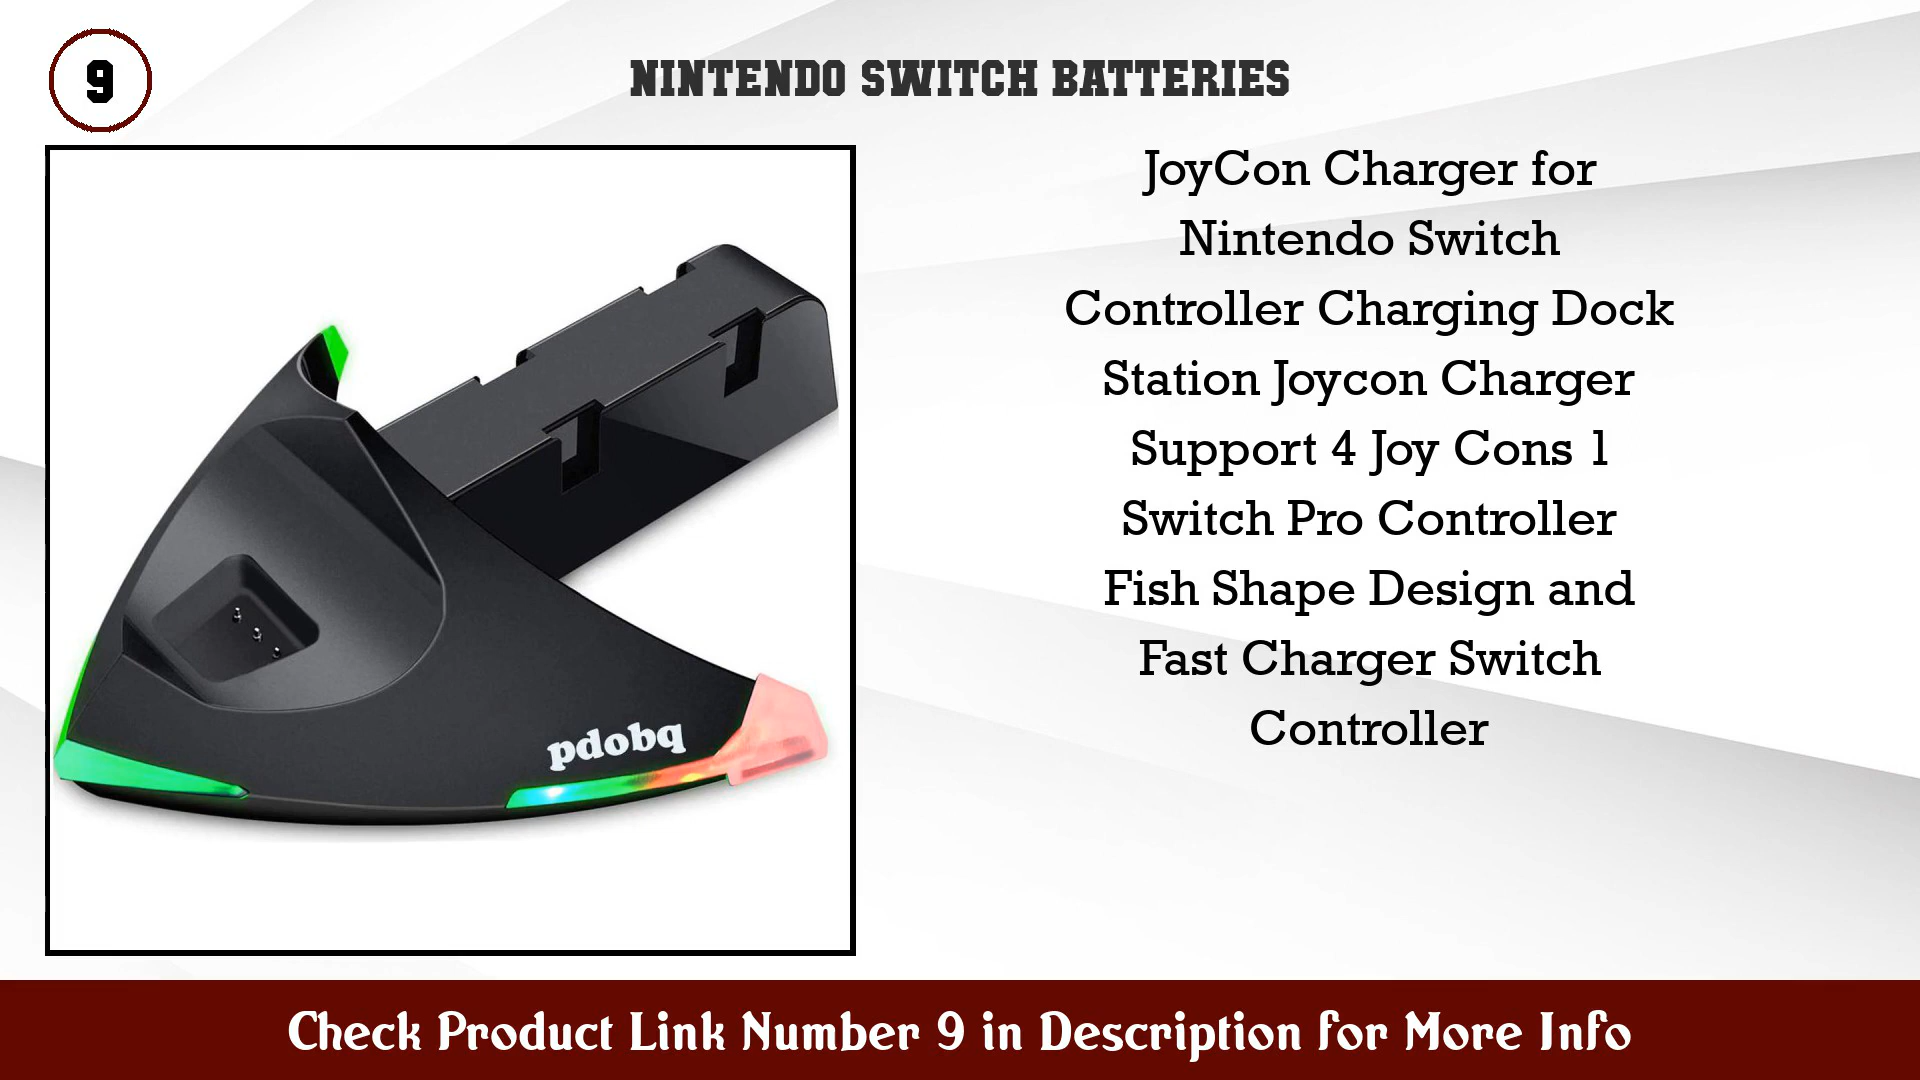 9
NINTENDO SWITCH BATTERIES
JoyCon Charger for
Nintendo Switch
Controller Charging Dock
Station Joycon Charger
Support 4 Joy Cons 1
Switch Pro Controller
Fish Shape Design and
Fast Charger Switch
Controller
pdobq
Check Product Link Number 9 in Description for More Info